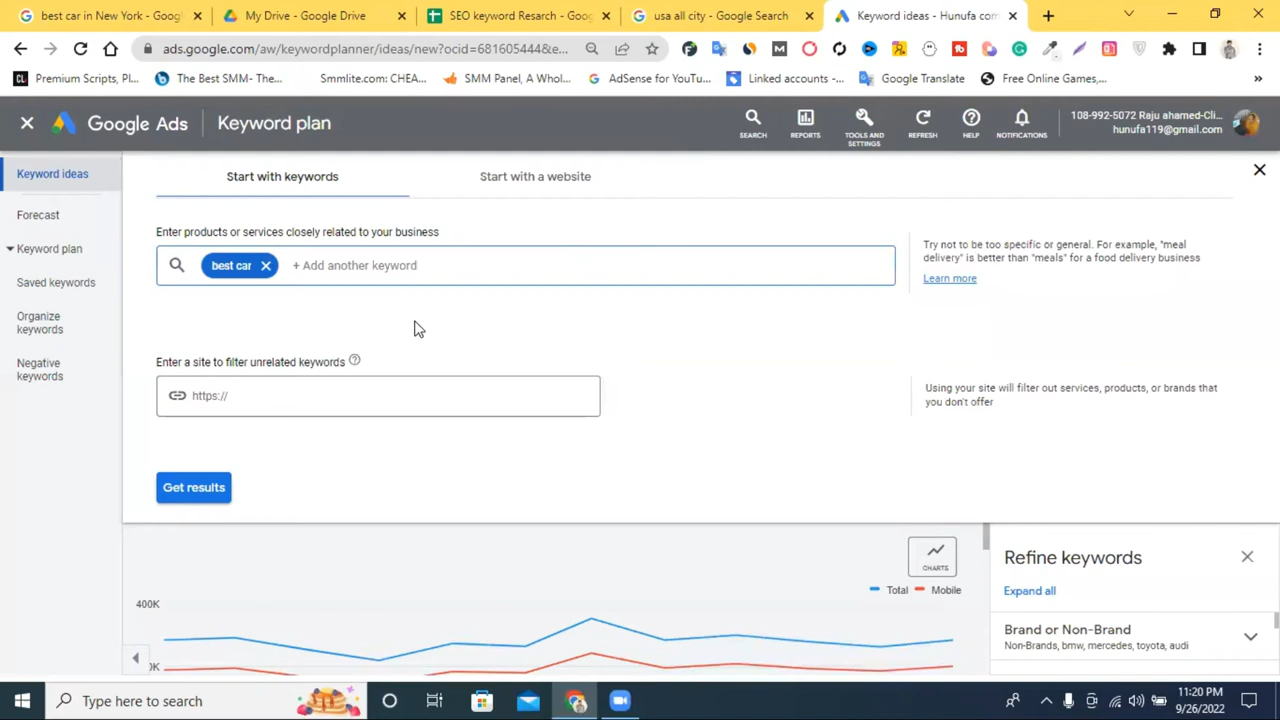 best car in New York - Googl
My Drive - Google Drive
SEO keyword Resarch - Goog
usa all city - Google Search
Keyword ideas - Hunufa com
ads.google.com/aw/keywordplanner/ideas/new?ocid=681605444&e...
Premium Scripts, Pl...
The Best SMM- The...
Smmlite.com: CHEA...
SMM Panel, A Whol...
AdSense for YouTu...
Linked accounts -...
Google Translate
Free Online Games,...
Google Ads
Keyword plan
SEARCH
REPORTS
TOOLS AND SETTINGS
REFRESH
HELP
NOTIFICATIONS
108-992-5072 Raju ahamed-Cli...
hunufa119@gmail.com
Keyword ideas
Forecast
Keyword plan
Saved keywords
Organize
keywords
Negative
keywords
Start with keywords
Start with a website
Enter products or services closely related to your business
best car
+ Add another keyword
Try not to be too specific or general. For example, "meal
delivery" is better than "meals" for a food delivery business
Learn more
Enter a site to filter unrelated keywords
https://
Using your site will filter out services, products, or brands that
you don't offer
Get results
CHARTS
Total
Mobile
400K
Refine keywords
Expand all
Brand or Non-Brand
Non-Brands, bmw, mercedes, toyota, audi
Type here to search
11:20 PM
9/26/2022